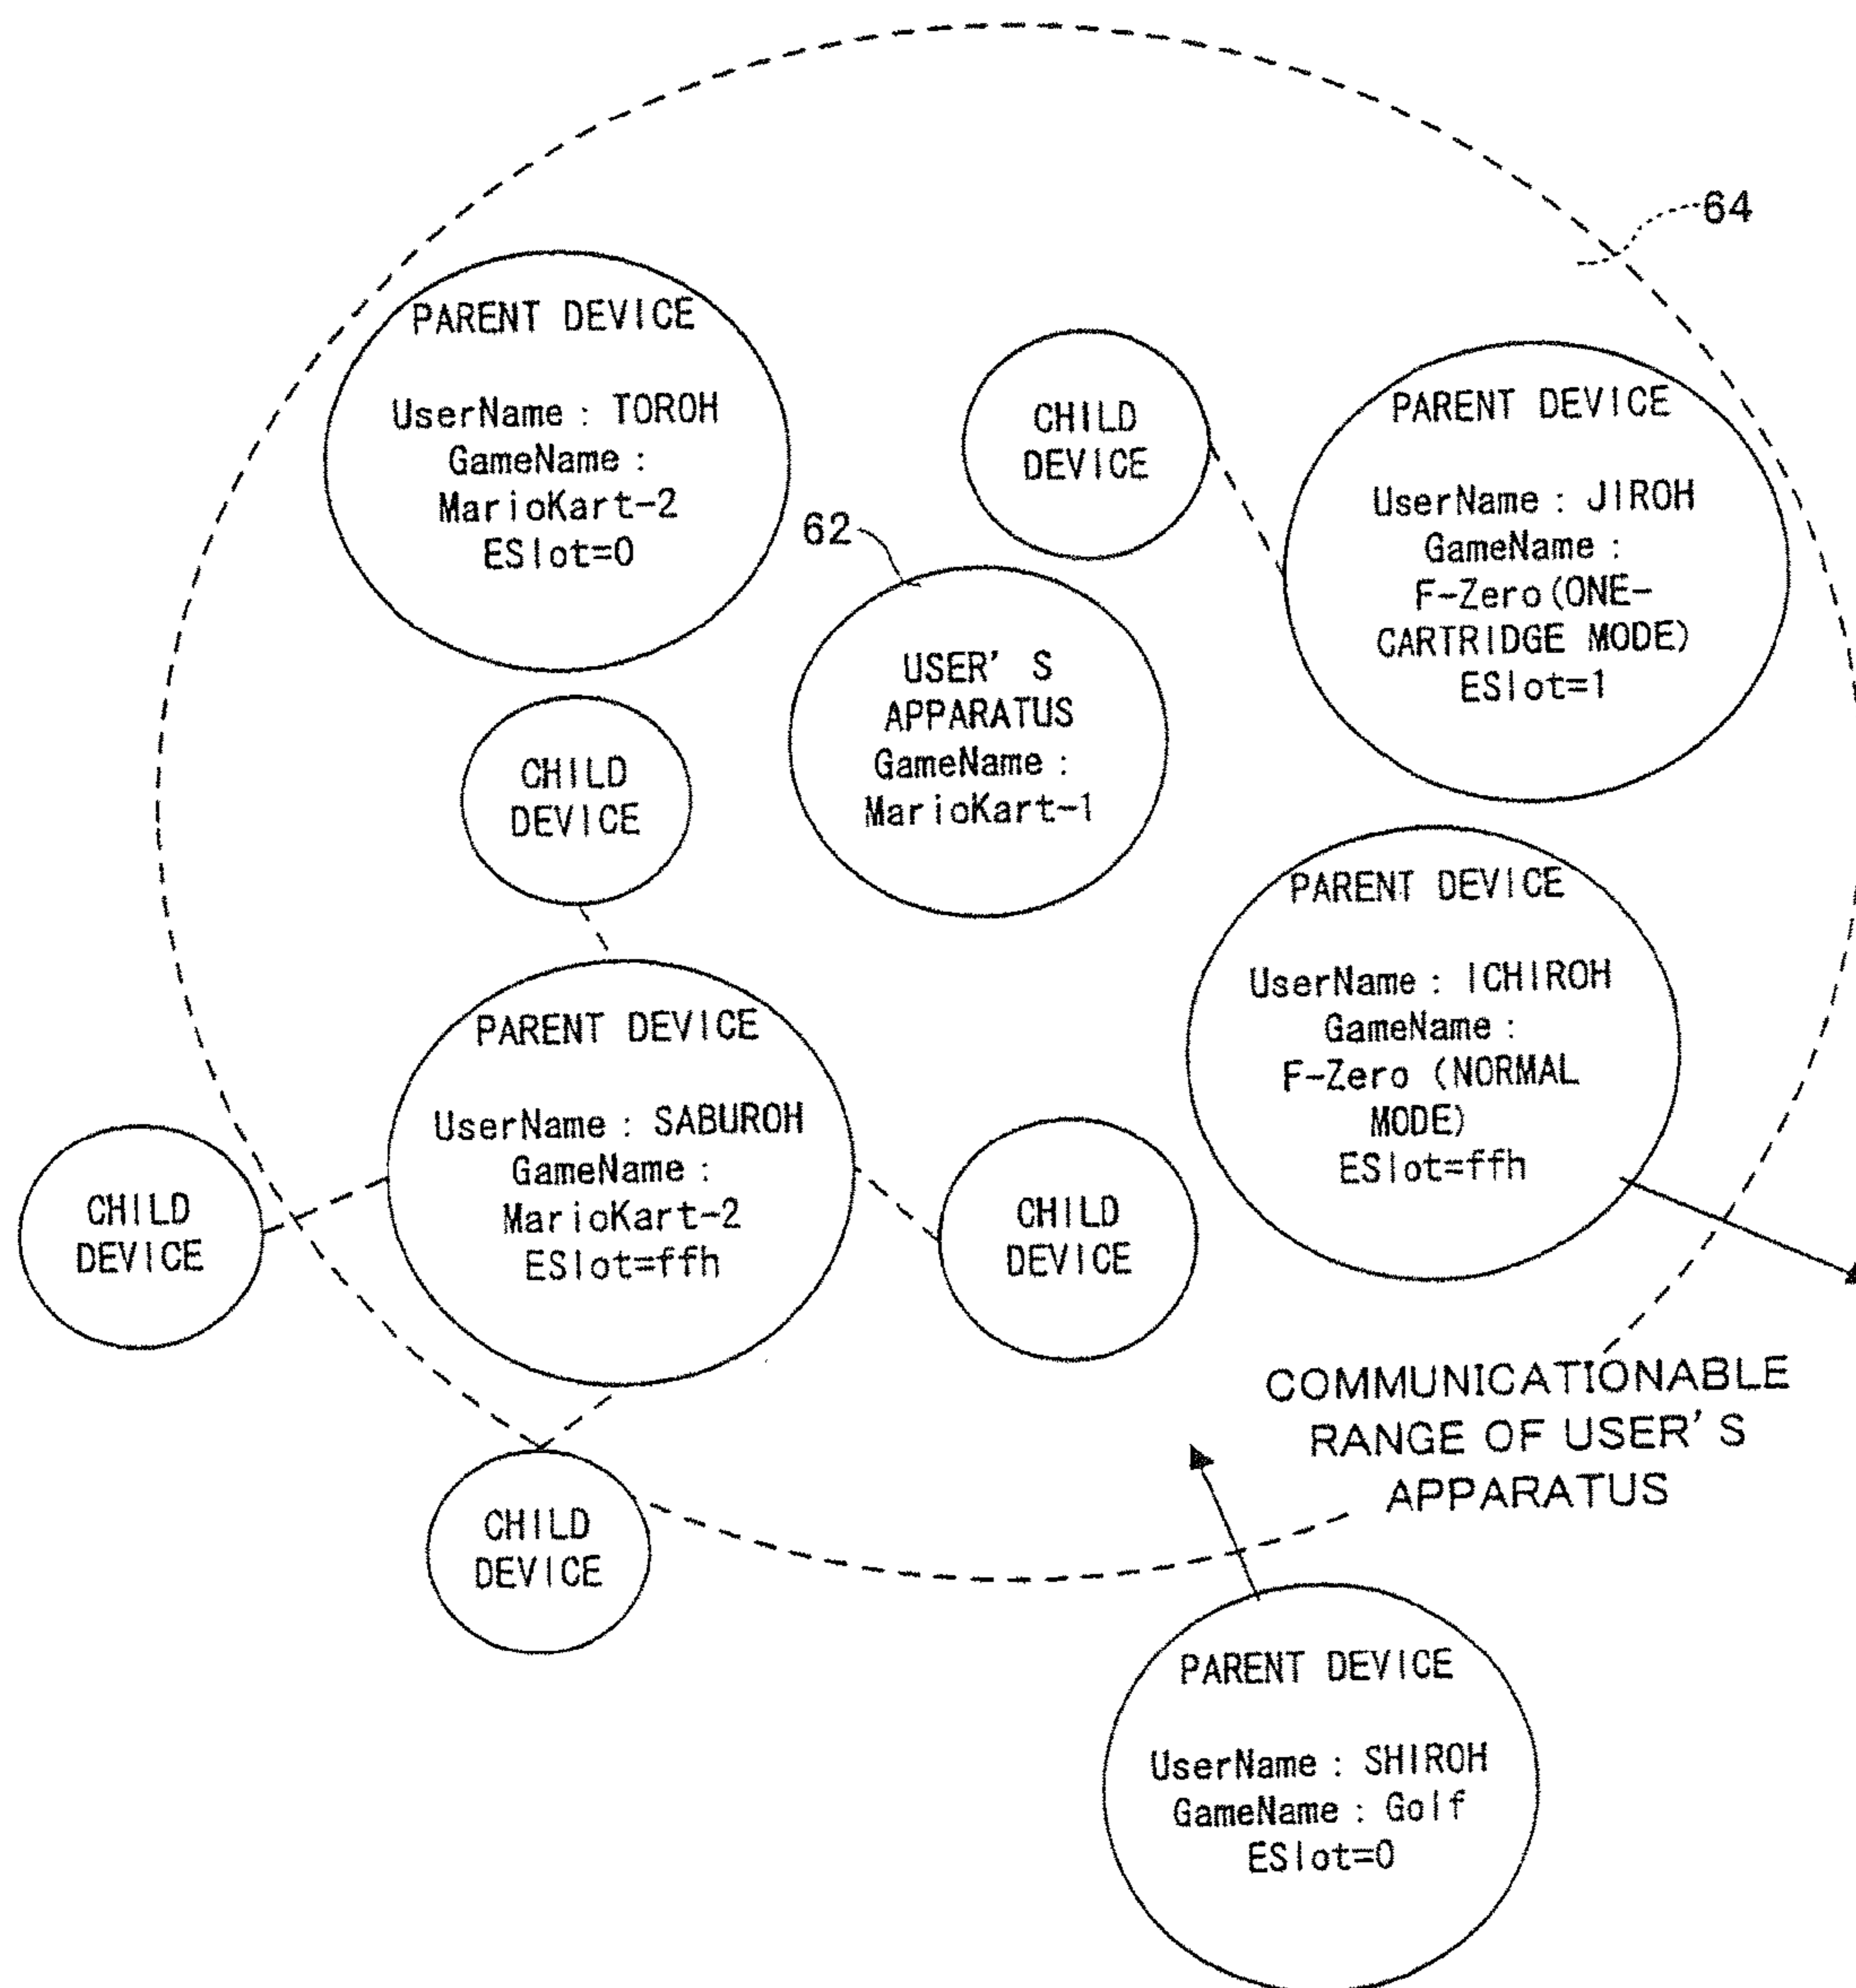 64
PARENT DEVICE
UserName : TOROH
GameName :
MarioKart-2
ESlot=0
CHILD
DEVICE
PARENT DEVICE
UserName : JIROH
GameName :
F-Zero(ONE-
CARTRIDGE MODE)
ESlot=1
62
USER'S
APPARATUS
GameName :
MarioKart-1
CHILD
DEVICE
PARENT DEVICE
UserName : ICHIROH
GameName :
F-Zero (NORMAL
MODE)
ESlot=ffh
PARENT DEVICE
UserName : SABUROH
GameName :
MarioKart-2
ESlot=ffh
CHILD
DEVICE
CHILD
DEVICE
COMMUNICATIONABLE
RANGE OF USER'S
APPARATUS
CHILD
DEVICE
PARENT DEVICE
UserName : SHIROH
GameName : Golf
ESlot=0